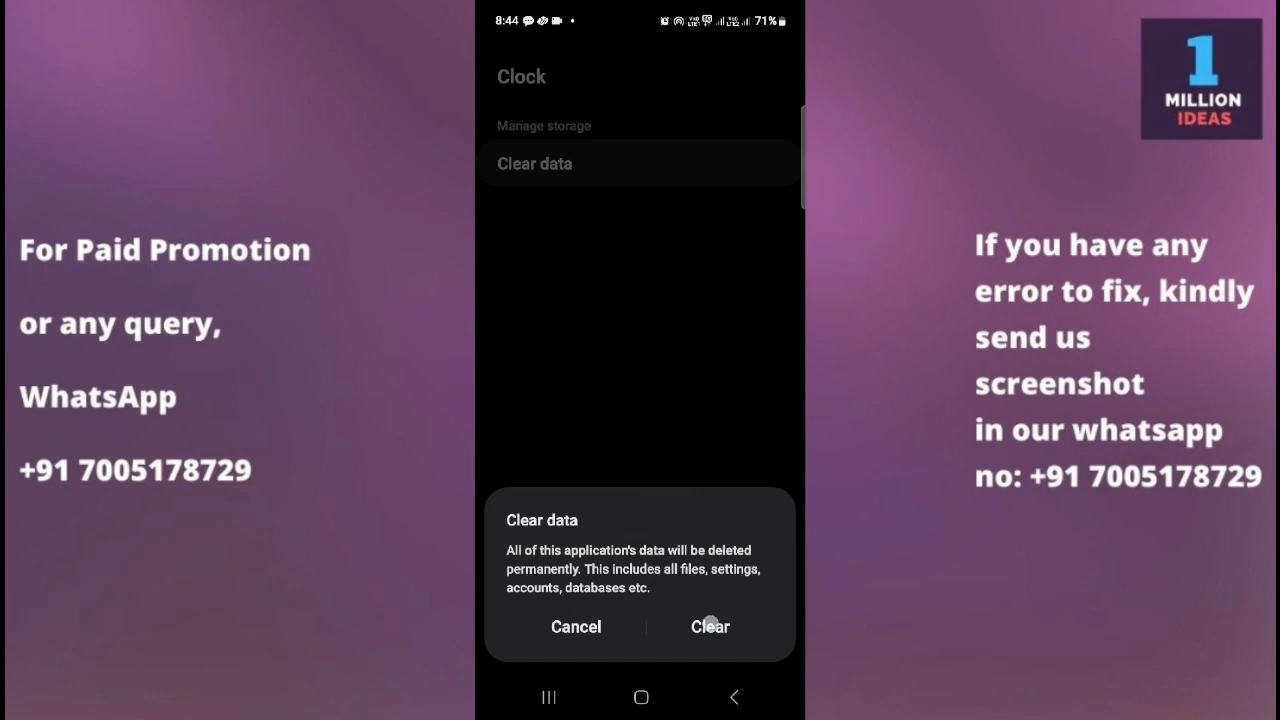 For Paid Promotion
or any query,
WhatsApp
+91 7005178729
8:44
71%
Clock
Manage storage
Clear data
Clear data
All of this application's data will be deleted
permanently. This includes all files, settings,
accounts, databases etc.
Cancel
Clear
1
MILLION
IDEAS
If you have any
error to fix, kindly
send us
screenshot
in our whatsapp
no: +91 7005178729